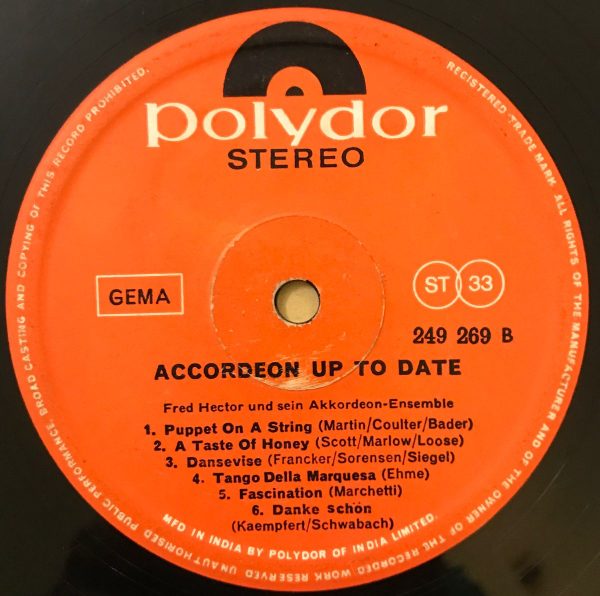 polydor
STEREO
GEMA
ST 33
249 269 B
ACCORDEON UP TO DATE
Fred Hector und sein Akkordeon-Ensemble
1. Puppet On A String (Martin/Coulter/Bader)
2. A Taste Of Honey (Scott/Marlow/Loose)
3. Dansevise (Francker/Sorensen/Siegel)
4. Tango Della Marquesa (Ehme)
5. Fascination (Marchetti)
6. Danke schön
(Kaempfert/Schwabach)
MFD IN INDIA BY POLYDOR OF INDIA LIMITED.
REGISTERED TRADE MARK. ALL RIGHTS OF THE MANUFACTURER AND OF THE OWNER OF THE RECORDED WORK RESERVED UNAUTHORISED PUBLIC PERFORMANCE BROADCASTING AND COPYING OF THIS RECORD PROHIBITED.